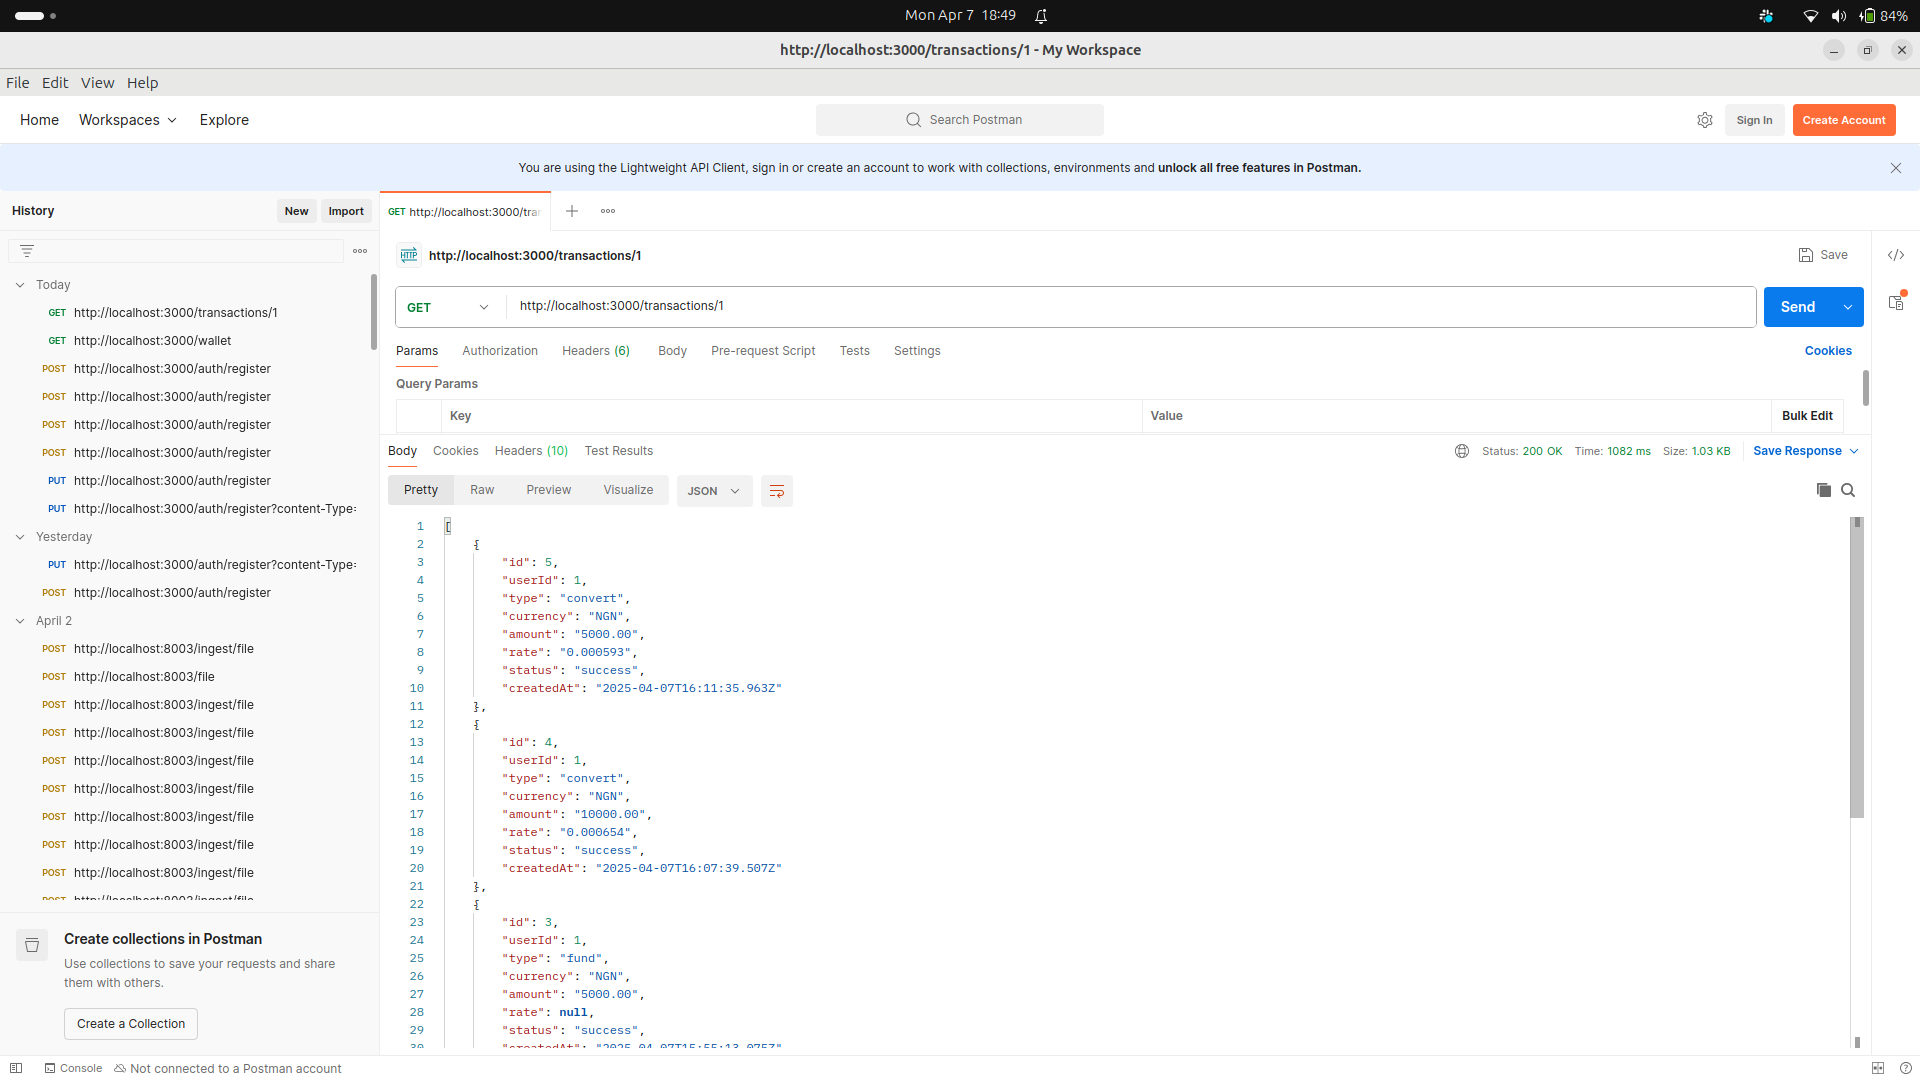 Mon Apr 7 18:49
84%
http://localhost:3000/transactions/1 - My Workspace
File Edit View Help
Home Workspaces Explore
Search Postman
Sign In
Create Account
You are using the Lightweight API Client, sign in or create an account to work with collections, environments and unlock all free features in Postman.
History
New
Import
Today
GET http://localhost:3000/transactions/1
GET http://localhost:3000/wallet
POST http://localhost:3000/auth/register
POST http://localhost:3000/auth/register
POST http://localhost:3000/auth/register
POST http://localhost:3000/auth/register
PUT http://localhost:3000/auth/register
PUT http://localhost:3000/auth/register?content-Type=
Yesterday
PUT http://localhost:3000/auth/register?content-Type=
POST http://localhost:3000/auth/register
April 2
POST http://localhost:8003/ingest/file
POST http://localhost:8003/file
POST http://localhost:8003/ingest/file
POST http://localhost:8003/ingest/file
POST http://localhost:8003/ingest/file
POST http://localhost:8003/ingest/file
POST http://localhost:8003/ingest/file
POST http://localhost:8003/ingest/file
POST http://localhost:8003/ingest/file
POST http://localhost:8003/ingest/file
Create collections in Postman
Use collections to save your requests and share
them with others.
Create a Collection
GET http://localhost:3000/tra
HTTP http://localhost:3000/transactions/1
Save
GET
http://localhost:3000/transactions/1
Send
Params Authorization Headers (6) Body Pre-request Script Tests Settings
Cookies
Query Params
Key Value Bulk Edit
Body Cookies Headers (10) Test Results
Status: 200 OK Time: 1082 ms Size: 1.03 KB
Save Response
Pretty Raw Preview Visualize
JSON
1 [
2 {
3 "id": 5,
4 "userId": 1,
5 "type": "convert",
6 "currency": "NGN",
7 "amount": "5000.00",
8 "rate": "0.000593",
9 "status": "success",
10 "createdAt": "2025-04-07T16:11:35.963Z"
11 },
12 {
13 "id": 4,
14 "userId": 1,
15 "type": "convert",
16 "currency": "NGN",
17 "amount": "10000.00",
18 "rate": "0.000654",
19 "status": "success",
20 "createdAt": "2025-04-07T16:07:39.507Z"
21 },
22 {
23 "id": 3,
24 "userId": 1,
25 "type": "fund",
26 "currency": "NGN",
27 "amount": "5000.00",
28 "rate": null,
29 "status": "success",
30 "createdAt": "2025-04-07T15:55:13.075Z"
Console
Not connected to a Postman account